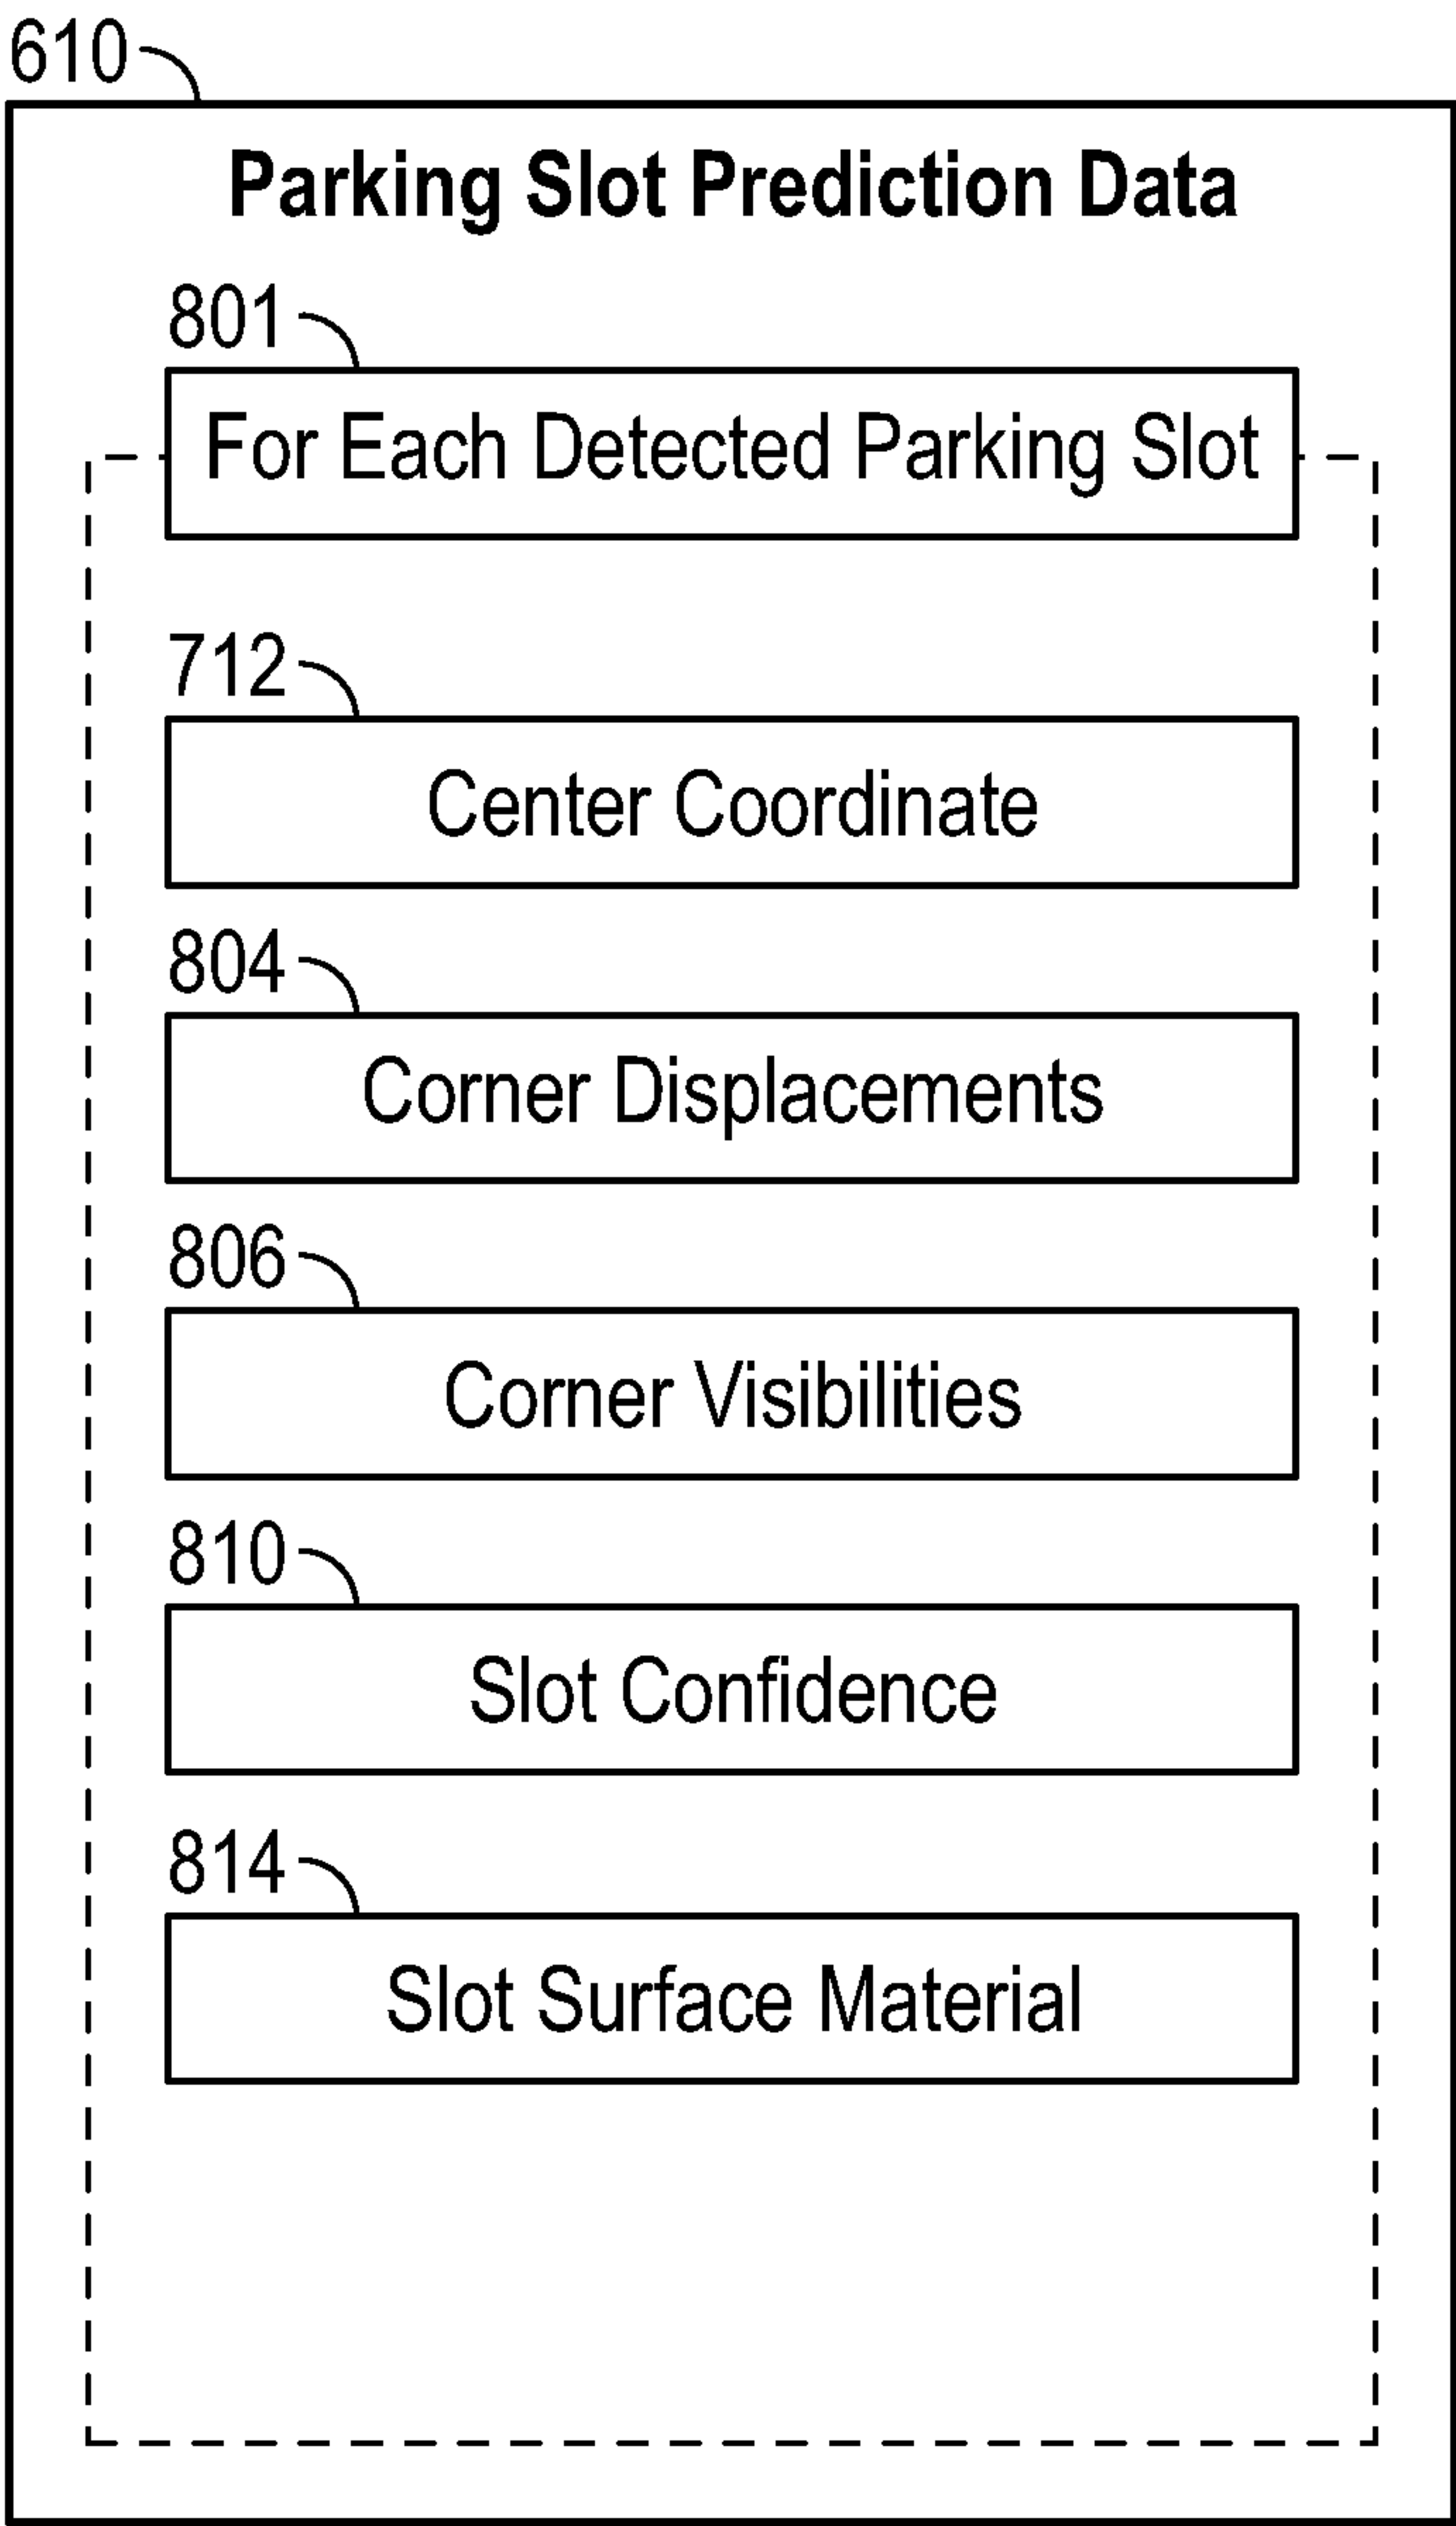 610
Parking Slot Prediction Data
801
For Each Detected Parking Slot
712
Center Coordinate
804
Corner Displacements
806
Corner Visibilities
810
Slot Confidence
814
Slot Surface Material